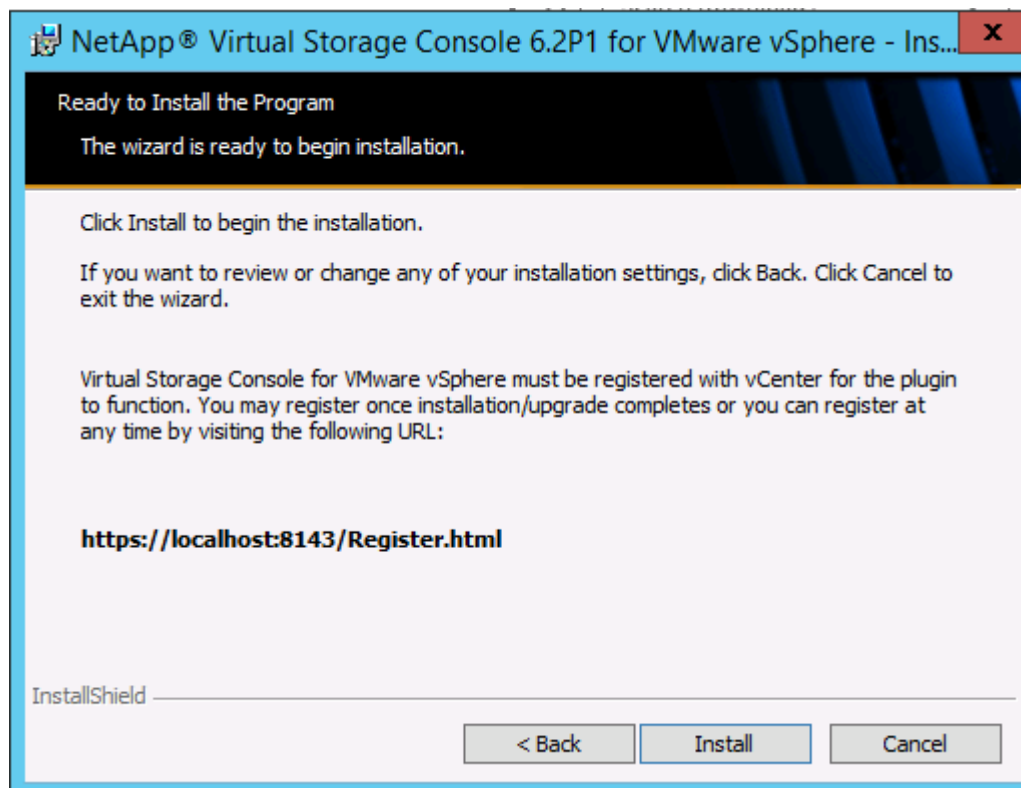 NetApp® Virtual Storage Console 6.2P1 for VMware vSphere - Ins...
x
Ready to Install the Program
The wizard is ready to begin installation.
Click Install to begin the installation.
If you want to review or change any of your installation settings, click Back. Click Cancel to
exit the wizard.
Virtual Storage Console for VMware vSphere must be registered with vCenter for the plugin
to function. You may register once installation/upgrade completes or you can register at
any time by visiting the following URL:
https://localhost:8143/Register.html
InstallShield
< Back
Install
Cancel